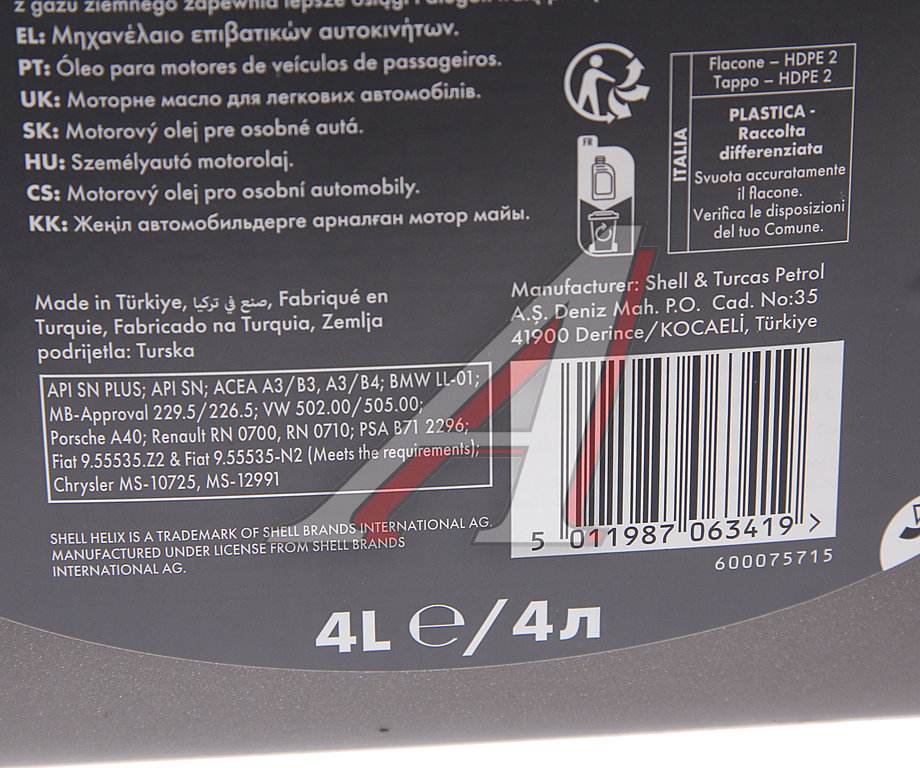 z gazu ziemnego zapewnia lepsze osiągi i
EL: Μηχανέλαιο επιβατικών αυτοκινήτων.
PT: Óleo para motores de veículos de passageiros.
UK: Моторне масло для легкових автомобілів.
SK: Motorový olej pre osobné autá.
HU: Személyautó motorolaj.
CS: Motorový olej pro osobní automobily.
KK: Жеңіл автомобильдерге арналған мотор майы.
FR
ITALIA
Flacone – HDPE 2
Tappo – HDPE 2
PLASTICA -
Raccolta
differenziata
Svuota accuratamente
il flacone.
Verifica le disposizioni
del tuo Comune.
Made in Türkiye, صنع في تركيا, Fabriqué en
Turquie, Fabricado na Turquia, Zemlja
podrijetla: Turska
Manufacturer: Shell & Turcas Petrol
A.Ş. Deniz Mah. P.O. Cad. No:35
41900 Derince/KOCAELİ, Türkiye
API SN PLUS; API SN; ACEA A3/B3, A3/B4; BMW LL-01;
MB-Approval 229.5/226.5; VW 502.00/505.00;
Porsche A40; Renault RN 0700, RN 0710; PSA B71 2296;
Fiat 9.55535.Z2 & Fiat 9.55535-N2 (Meets the requirements);
Chrysler MS-10725, MS-12991
5 011987 063419 >
600075715
SHELL HELIX IS A TRADEMARK OF SHELL BRANDS INTERNATIONAL AG.
MANUFACTURED UNDER LICENSE FROM SHELL BRANDS
INTERNATIONAL AG.
4L ℮/4л